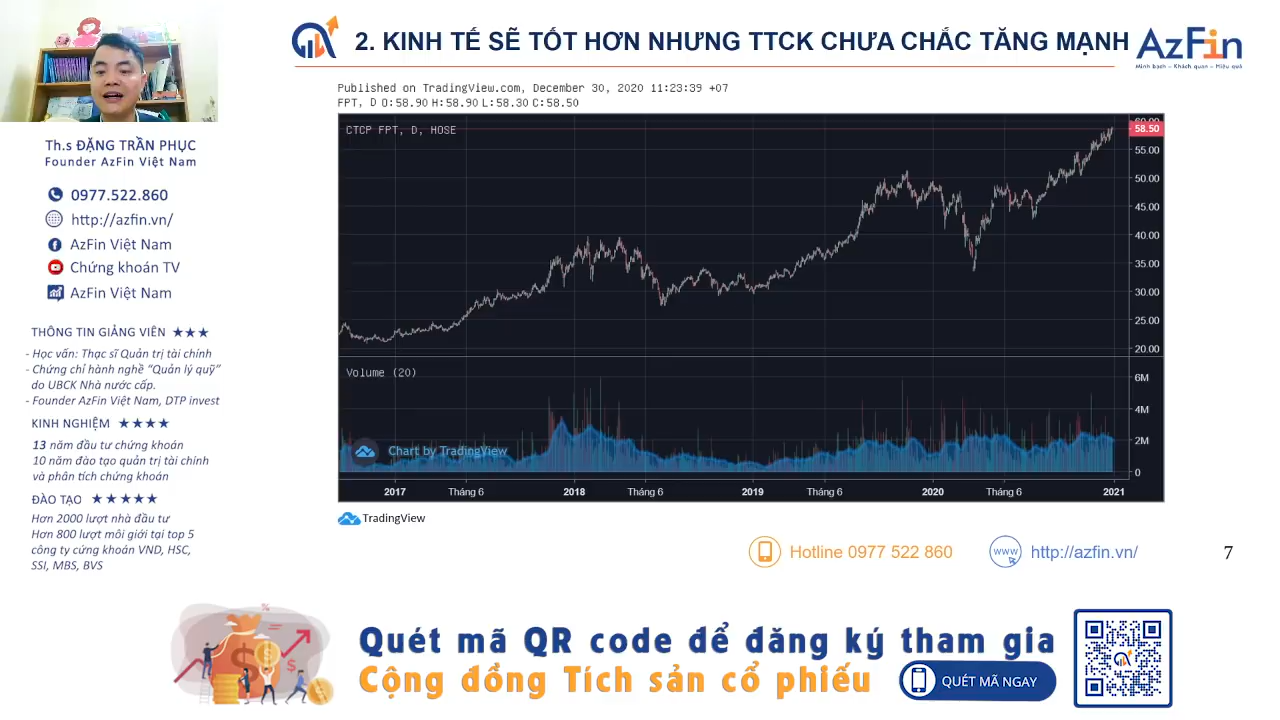 2. KINH TẾ SẼ TỐT HƠN NHƯNG TTCK CHƯA CHẮC TĂNG MẠNH
AzFin
Minh bạch – Khách quan – Hiệu quả
Th.s ĐẶNG TRẦN PHỤC
Founder AzFin Việt Nam
0977.522.860
http://azfin.vn/
AzFin Việt Nam
Chứng khoán TV
AzFin Việt Nam
THÔNG TIN GIẢNG VIÊN ★★★
- Học vấn: Thạc sĩ Quản trị tài chính
- Chứng chỉ hành nghề “Quản lý quỹ”
do UBCK Nhà nước cấp.
- Founder AzFin Việt Nam, DTP invest
KINH NGHIỆM ★★★★
13 năm đầu tư chứng khoán
10 năm đào tạo quản trị tài chính
và phân tích chứng khoán
ĐÀO TẠO ★★★★★
Hơn 2000 lượt nhà đầu tư
Hơn 800 lượt môi giới tại top 5
công ty cứng khoán VND, HSC,
SSI, MBS, BVS
Published on TradingView.com, December 30, 2020 11:23:39 +07
FPT, D O:58.90 H:58.90 L:58.30 C:58.50
CTCP FPT, D, HOSE
60.00
58.50
55.00
50.00
45.00
40.00
35.00
30.00
25.00
20.00
Volume (20)
6M
4M
2M
0
Chart by TradingView
2017 Tháng 6 2018 Tháng 6 2019 Tháng 6 2020 Tháng 6 2021
TradingView
Hotline 0977 522 860
www
http://azfin.vn/
7
Quét mã QR code để đăng ký tham gia
Cộng đồng Tích sản cổ phiếu
QUÉT MÃ NGAY